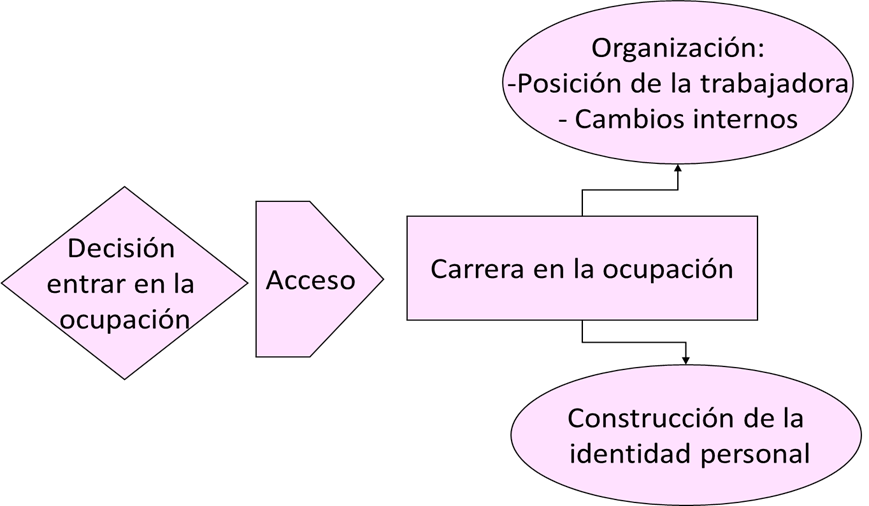 Organización:
-Posición de la trabajadora
- Cambios internos
Decisión
entrar en la
ocupación
Acceso
Carrera en la ocupación
Construcción de la
identidad personal